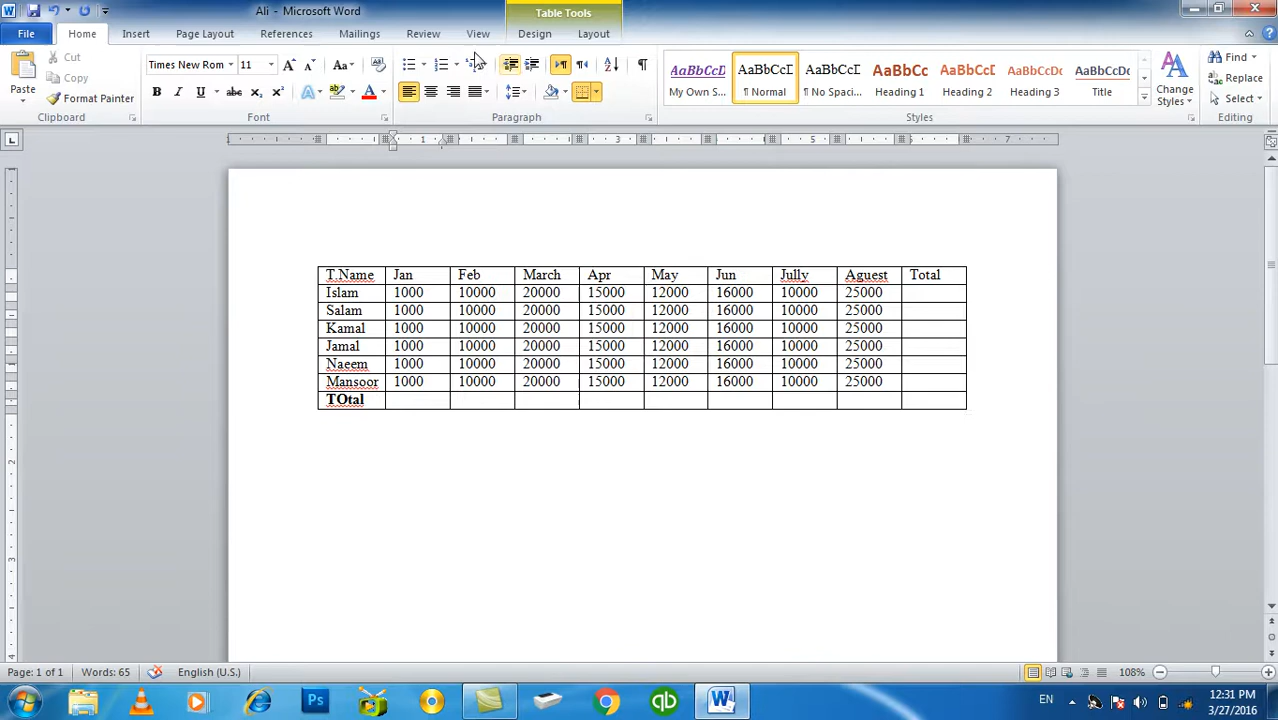 Ali - Microsoft Word
Table Tools
File Home Insert Page Layout References Mailings Review View Design Layout
Cut
Copy
Format Painter
Paste
Clipboard
Times New Rom 11
Font
Paragraph
AaBbCcD AaBbCcD AaBbCcD AaBbCcD AaBbCcD AaBbCcDc AaBbCcDc
My Own S... ¶ Normal ¶ No Spaci... Heading 1 Heading 2 Heading 3 Title
Change Styles
Styles
Find
Replace
Select
Editing
T.Name Jan Feb March Apr May Jun Jully Aguest Total
Islam 1000 10000 20000 15000 12000 16000 10000 25000
Salam 1000 10000 20000 15000 12000 16000 10000 25000
Kamal 1000 10000 20000 15000 12000 16000 10000 25000
Jamal 1000 10000 20000 15000 12000 16000 10000 25000
Naeem 1000 10000 20000 15000 12000 16000 10000 25000
Mansoor 1000 10000 20000 15000 12000 16000 10000 25000
TOtal
Page: 1 of 1 Words: 65 English (U.S.) 108%
EN 12:31 PM
3/27/2016